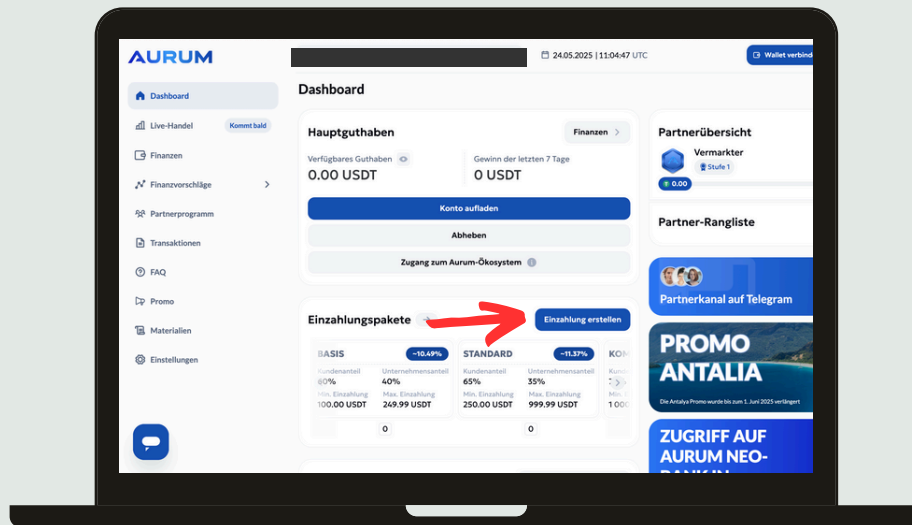 AURUM
24.05.2025 | 11:04:47 UTC
Wallet
Dashboard
Dashboard
Live-Handel
Kommt bald
Finanzen
Finanzvorschläge
Partnerprogramm
Transaktionen
FAQ
Promo
Materialien
Einstellungen
Hauptguthaben
Finanzen
Verfügbares Guthaben
Gewinn der letzten 7 Tage
0.00 USDT
0 USDT
Konto aufladen
Abheben
Zugang zum Aurum-Ökosystem
Einzahlungspakete
Einzahlung erstellen
BASIS
~10.49%
STANDARD
~11.37%
Kundenanteil
Unternehmensanteil
Kundenanteil
Unternehmensanteil
60%
40%
65%
35%
Min. Einzahlung
Max. Einzahlung
Min. Einzahlung
Max. Einzahlung
100.00 USDT
249.99 USDT
250.00 USDT
999.99 USDT
1 000
0
0
Partnerübersicht
Vermarkter
Stufe 1
0.00
Partner-Rangliste
Partnerkanal auf Telegram
PROMO
ANTALIA
Die Antalya Promo wurde bis zum 1. Juni 2025 verlängert
ZUGRIFF AUF
AURUM NEO-